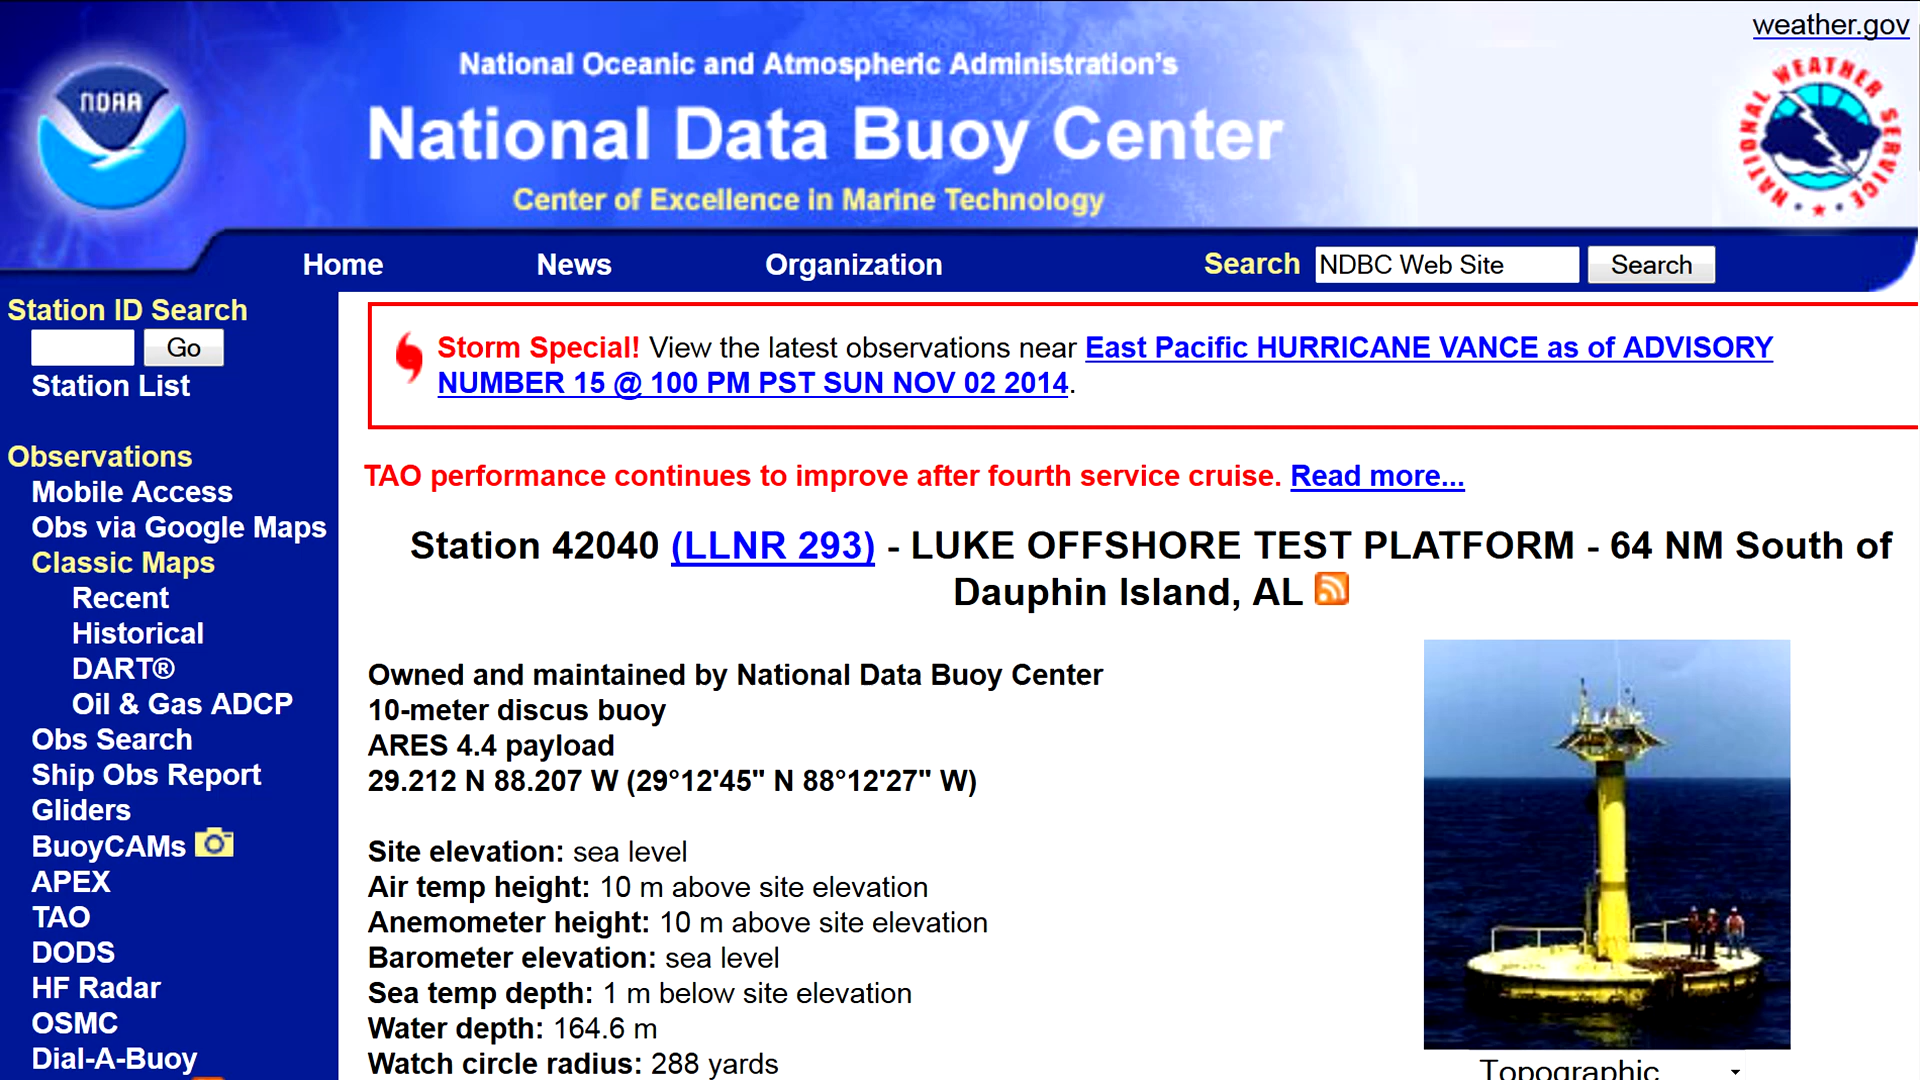 weather.gov
National Oceanic and Atmospheric Administration's
National Data Buoy Center
Center of Excellence in Marine Technology
NOAA
NATIONAL WEATHER SERVICE
Home
News
Organization
Search
NDBC Web Site
Search
Station ID Search
Go
Station List
Observations
Mobile Access
Obs via Google Maps
Classic Maps
Recent
Historical
DART®
Oil & Gas ADCP
Obs Search
Ship Obs Report
Gliders
BuoyCAMs
APEX
TAO
DODS
HF Radar
OSMC
Dial-A-Buoy
Storm Special! View the latest observations near East Pacific HURRICANE VANCE as of ADVISORY
NUMBER 15 @ 100 PM PST SUN NOV 02 2014.
TAO performance continues to improve after fourth service cruise. Read more...
Station 42040 (LLNR 293) - LUKE OFFSHORE TEST PLATFORM - 64 NM South of
Dauphin Island, AL
Owned and maintained by National Data Buoy Center
10-meter discus buoy
ARES 4.4 payload
29.212 N 88.207 W (29°12'45" N 88°12'27" W)
Site elevation: sea level
Air temp height: 10 m above site elevation
Anemometer height: 10 m above site elevation
Barometer elevation: sea level
Sea temp depth: 1 m below site elevation
Water depth: 164.6 m
Watch circle radius: 288 yards
Topographic